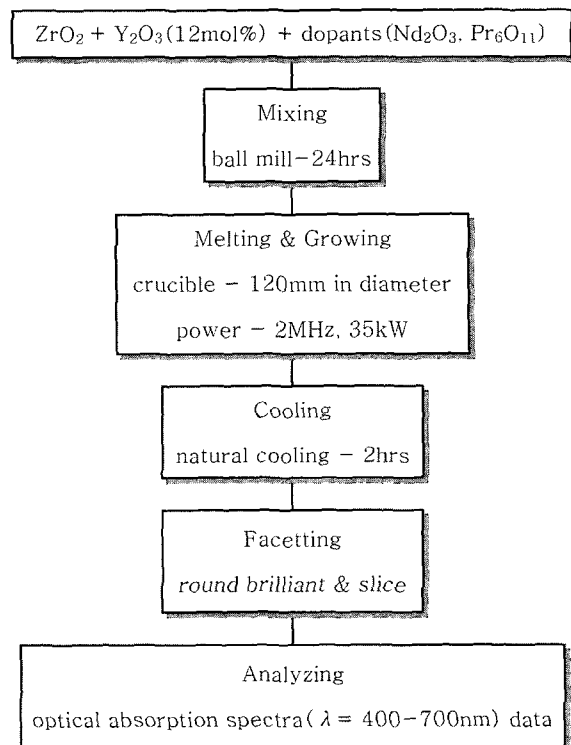 ZrO₂ + Y₂O₃(12mol%) + dopants(Nd₂O₃, Pr₆O₁₁)
Mixing
ball mill-24hrs
Melting & Growing
crucible - 120mm in diameter
power - 2MHz, 35kW
Cooling
natural cooling - 2hrs
Facetting
round brilliant & slice
Analyzing
optical absorption spectra( λ = 400-700nm) data